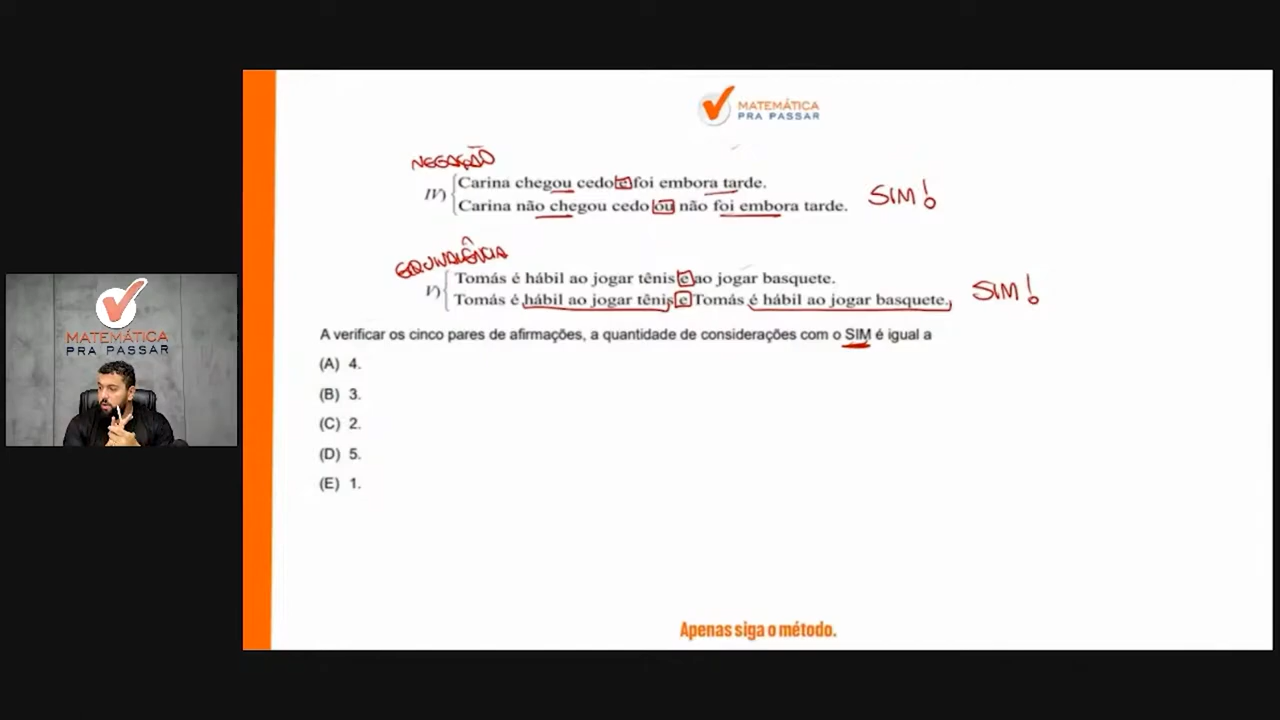 MATEMÁTICA
PRA PASSAR
NEGAÇÃO
IV) Carina chegou cedo e foi embora tarde.
Carina não chegou cedo ou não foi embora tarde.
SIM!
EQUIVALÊNCIA
V) Tomás é hábil ao jogar tênis e ao jogar basquete.
Tomás é hábil ao jogar tênis e Tomás é hábil ao jogar basquete.
SIM!
A verificar os cinco pares de afirmações, a quantidade de considerações com o SIM é igual a
(A) 4.
(B) 3.
(C) 2.
(D) 5.
(E) 1.
Apenas siga o método.
MATEMÁTICA
PRA PASSAR